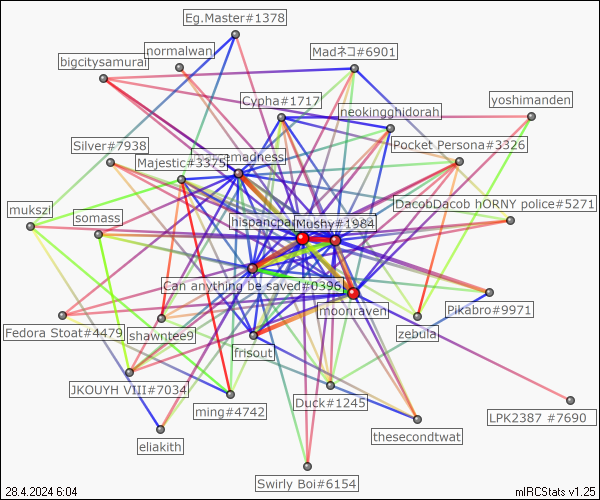 Eg.Master#1378
normalwan
Madネコ#6901
bigcitysamurai
yoshimanden
Cypha#1717
neokingghidorah
Silver#7938
Pocket Persona#3326
Majestic#3375
emadness
mukszi
DacobDacob hORNY police#5271
somass
hispancpa
Mushy#1984
Can anything be saved#0396
moonraven
Pikabro#9971
Fedora Stoat#4479
shawntee9
zebula
frisout
JKOUYH VIII#7034
ming#4742
Duck#1245
LPK2387 #7690
eliakith
thesecondtwat
Swirly Boi#6154
28.4.2024 6:04
mIRCStats v1.25